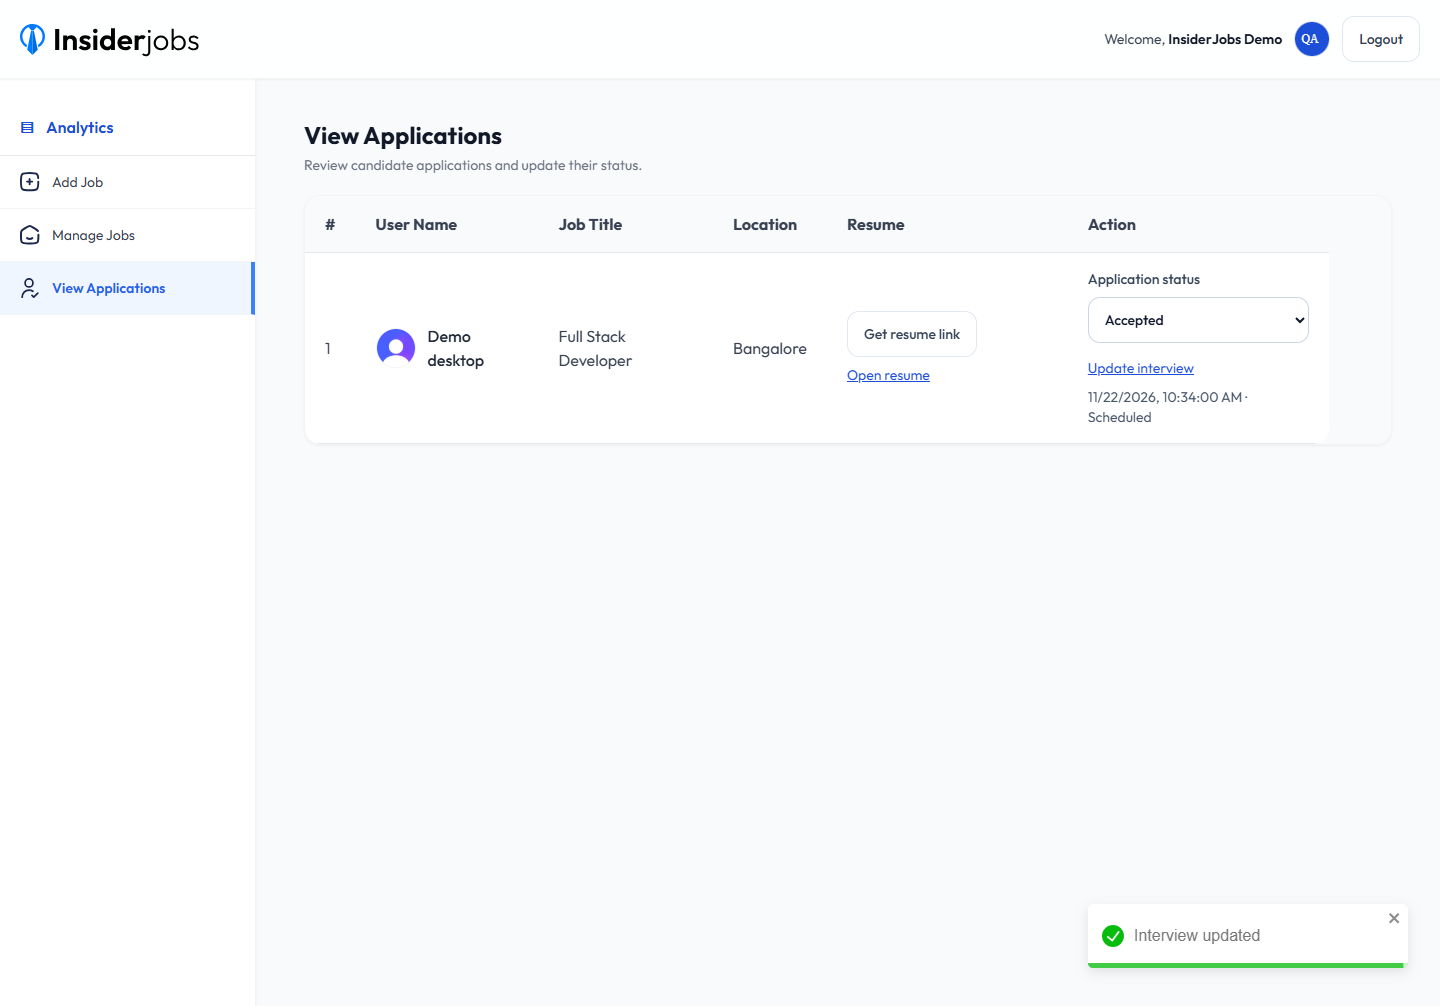 Insiderjobs
Welcome, InsiderJobs Demo
QA
Logout
Analytics
Add Job
Manage Jobs
View Applications
View Applications
Review candidate applications and update their status.
# User Name Job Title Location Resume Action
1
Demo
desktop
Full Stack
Developer
Bangalore
Get resume link
Open resume
Application status
Accepted
Update interview
11/22/2026, 10:34:00 AM ·
Scheduled
Interview updated